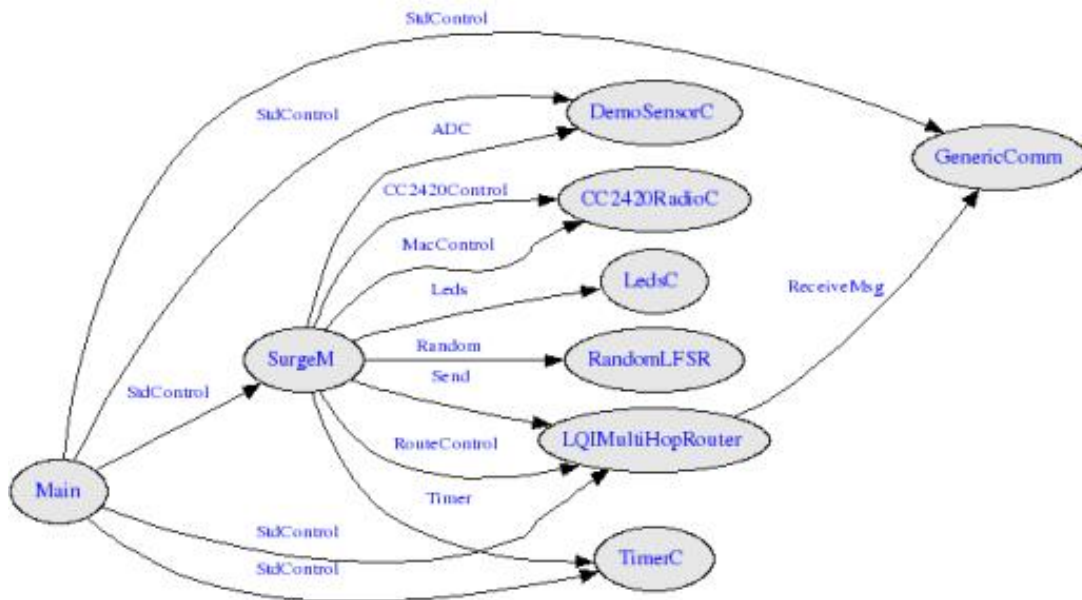 StdControl
StdControl
DemoSensorC
ADC
GenericComm
CC2420Control
CC2420RadioC
MacControl
Leds
LedsC
ReceiveMsg
SurgeM
Random
RandomLFSR
Send
StdControl
RouteControl
LQIMultiHopRouter
Main
Timer
StdControl
TimerC
StdControl